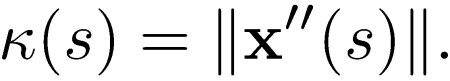 κ(s) = ‖x″(s)‖.